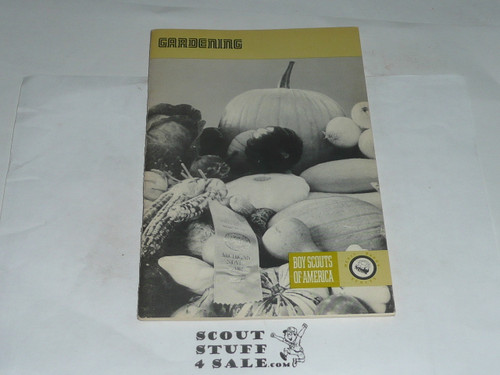 GARDENING
BOY SCOUTS
OF AMERICA
SCOUT
STUFF
4 SALE.COM